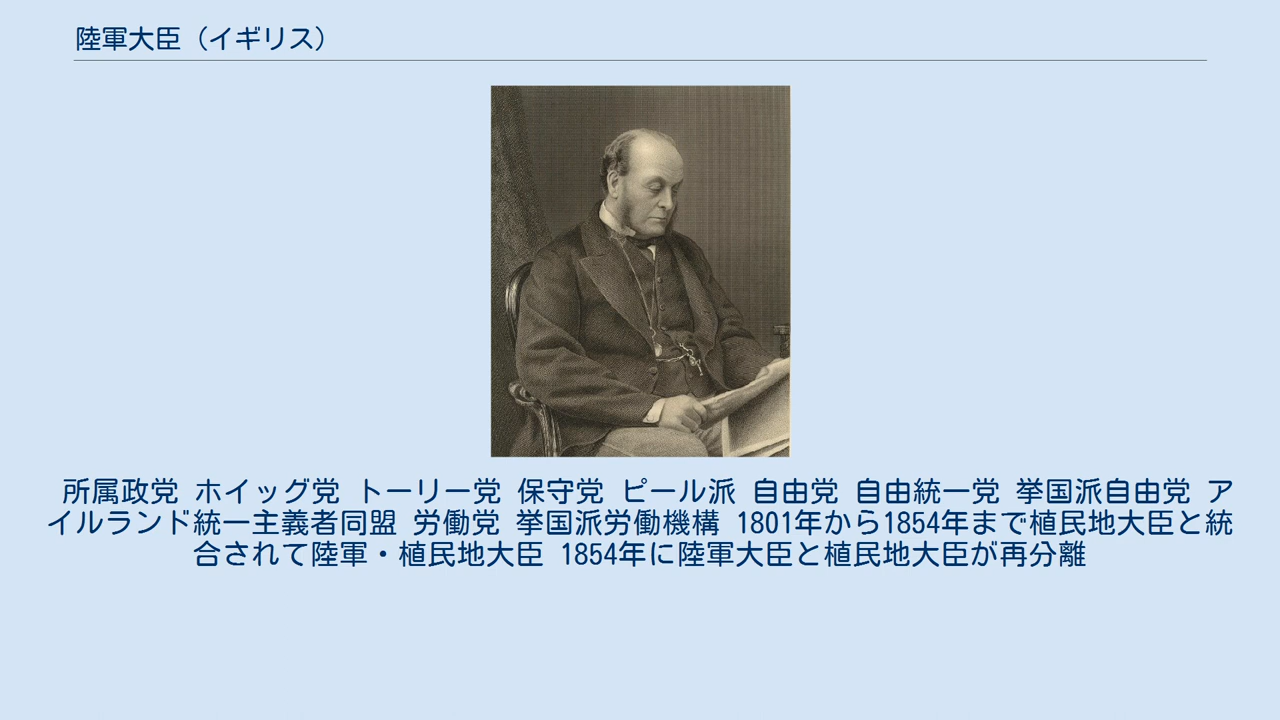 陸軍大臣（イギリス）
所属政党 ホイッグ党 トーリー党 保守党 ピール派 自由党 自由統一党 挙国派自由党 ア
イルランド統一主義者同盟 労働党 挙国派労働機構 1801年から1854年まで植民地大臣と統
合されて陸軍・植民地大臣 1854年に陸軍大臣と植民地大臣が再分離